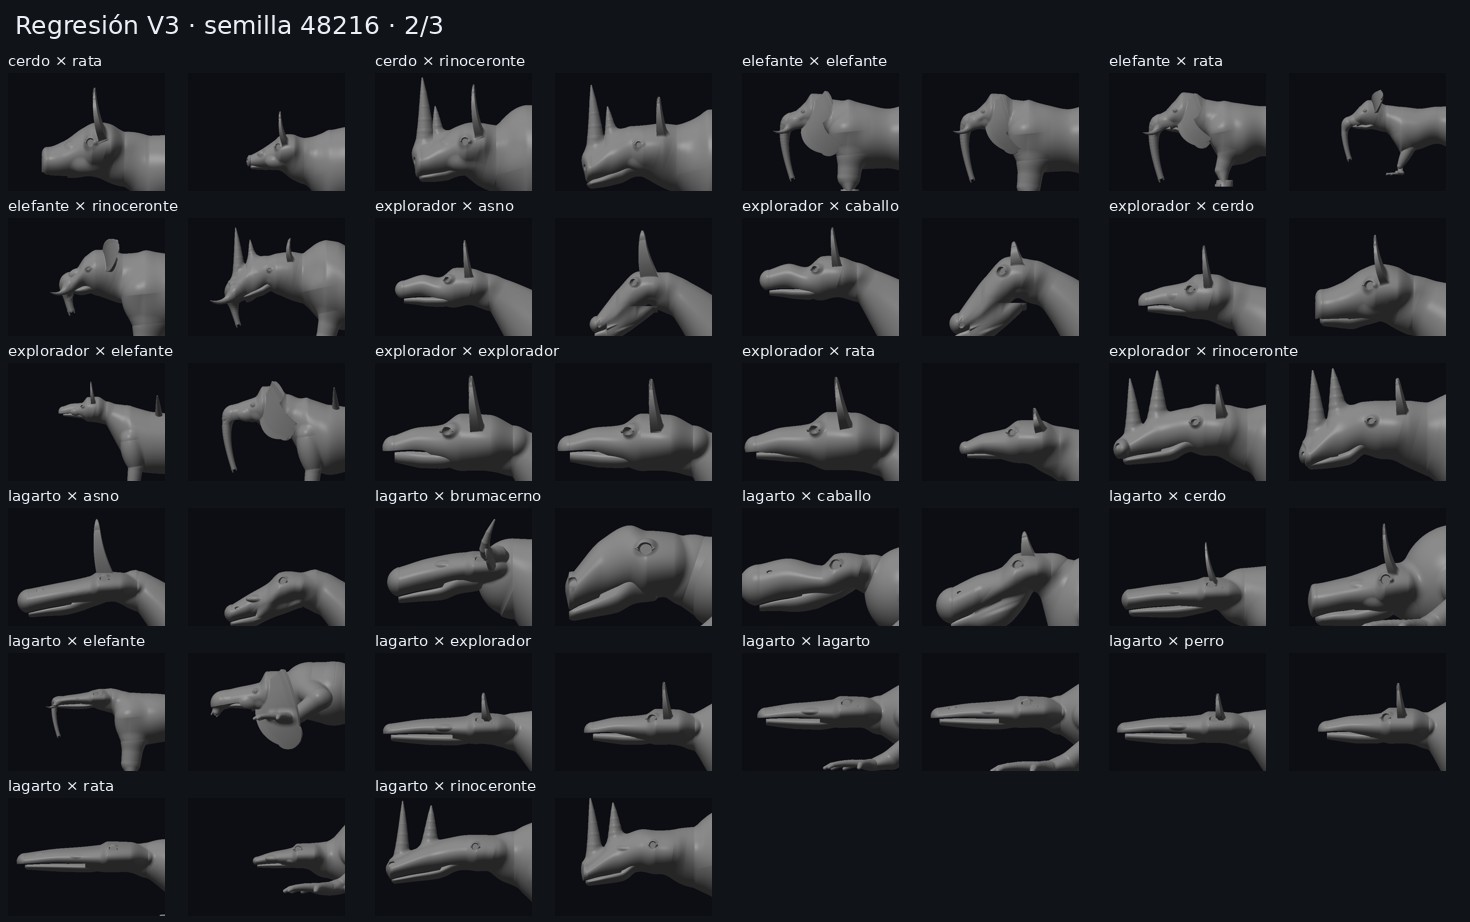 Regresión V3 · semilla 48216 · 2/3
cerdo × rata
cerdo × rinoceronte
elefante × elefante
elefante × rata
elefante × rinoceronte
explorador × asno
explorador × caballo
explorador × cerdo
explorador × elefante
explorador × explorador
explorador × rata
explorador × rinoceronte
lagarto × asno
lagarto × brumacerno
lagarto × caballo
lagarto × cerdo
lagarto × elefante
lagarto × explorador
lagarto × lagarto
lagarto × perro
lagarto × rata
lagarto × rinoceronte